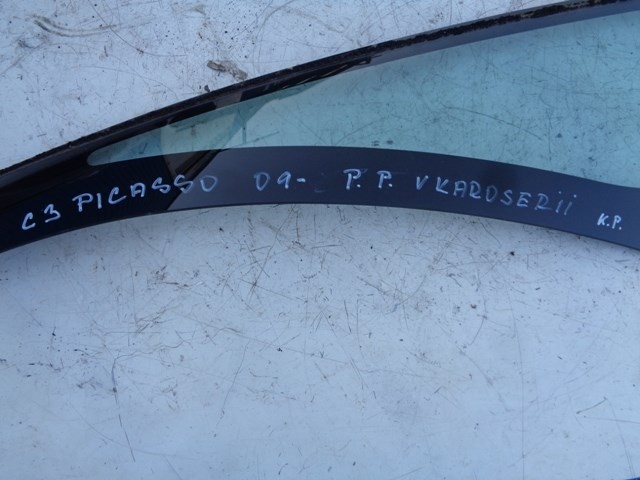 C3 PICASSO 09- P.P. V KAROSERii K.P.